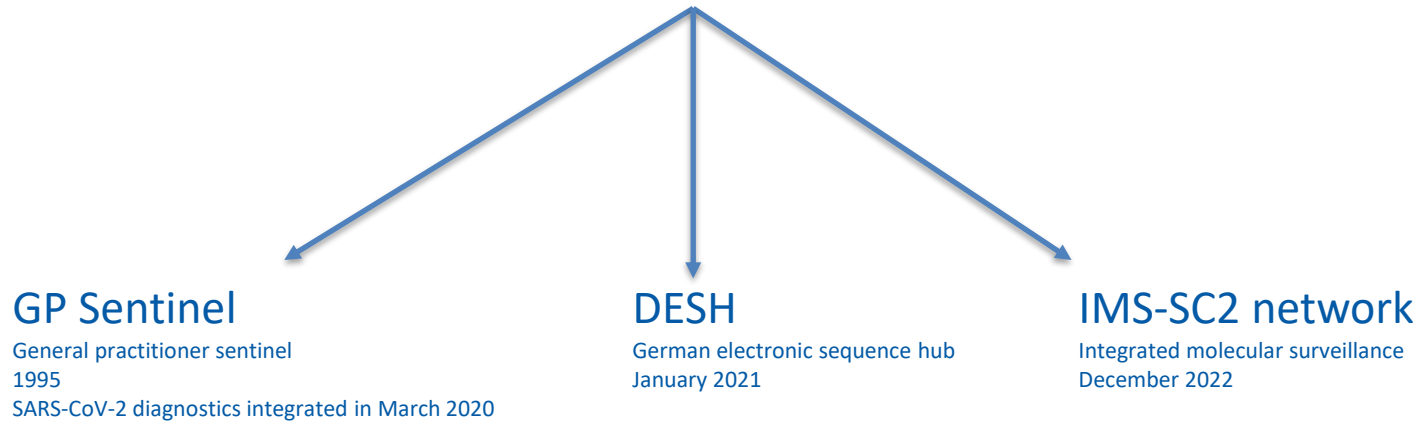 GP Sentinel
General practitioner sentinel
1995
SARS-CoV-2 diagnostics integrated in March 2020
DESH
German electronic sequence hub
January 2021
IMS-SC2 network
Integrated molecular surveillance
December 2022